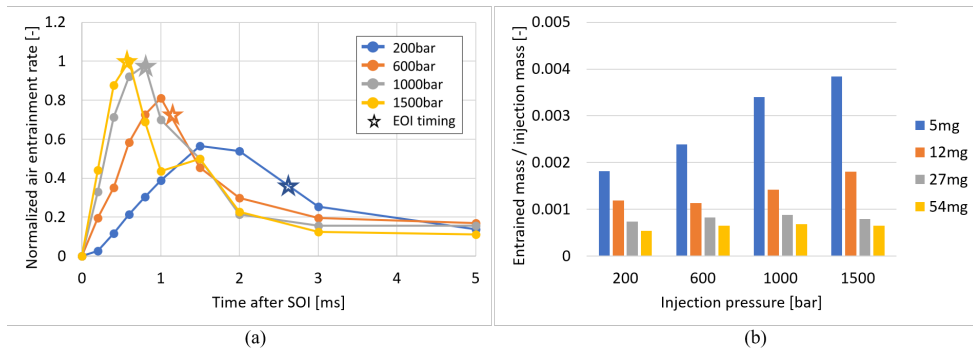 Normalized air entrainment rate [-]
1.2
1
0.8
0.6
0.4
0.2
0
0
1
2
3
4
5
Time after SOI [ms]
200bar
600bar
1000bar
1500bar
EOI timing
(a)
Entrained mass / injection mass [-]
0.005
0.004
0.003
0.002
0.001
0
200
600
1000
1500
Injection pressure [bar]
5mg
12mg
27mg
54mg
(b)